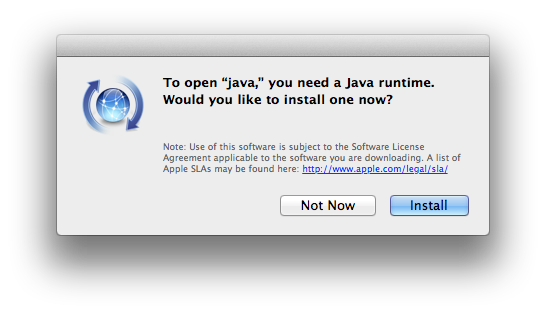 To open “java,” you need a Java runtime.
Would you like to install one now?
Note: Use of this software is subject to the Software License
Agreement applicable to the software you are downloading. A list of
Apple SLAs may be found here: http://www.apple.com/legal/sla/
Not Now
Install